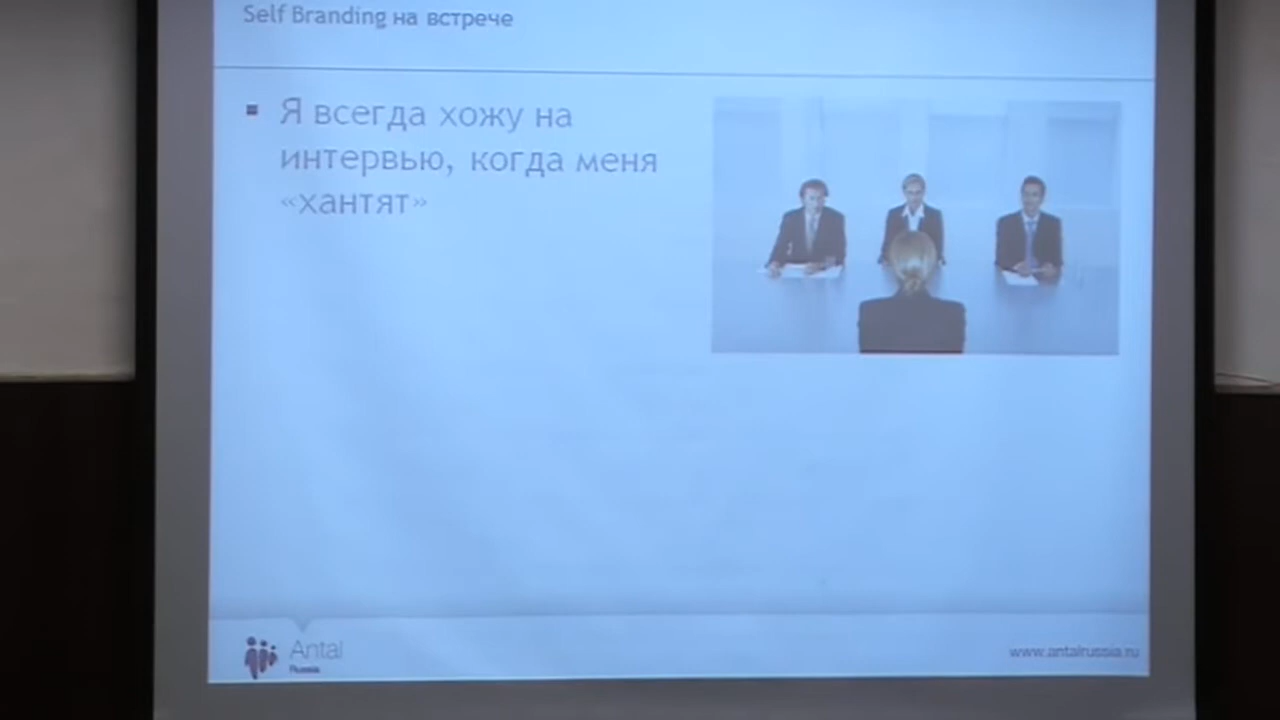 Self Branding на встрече
▪ Я всегда хожу на
интервью, когда меня
«хантят»
Antal
Russia
www.antalrussia.ru